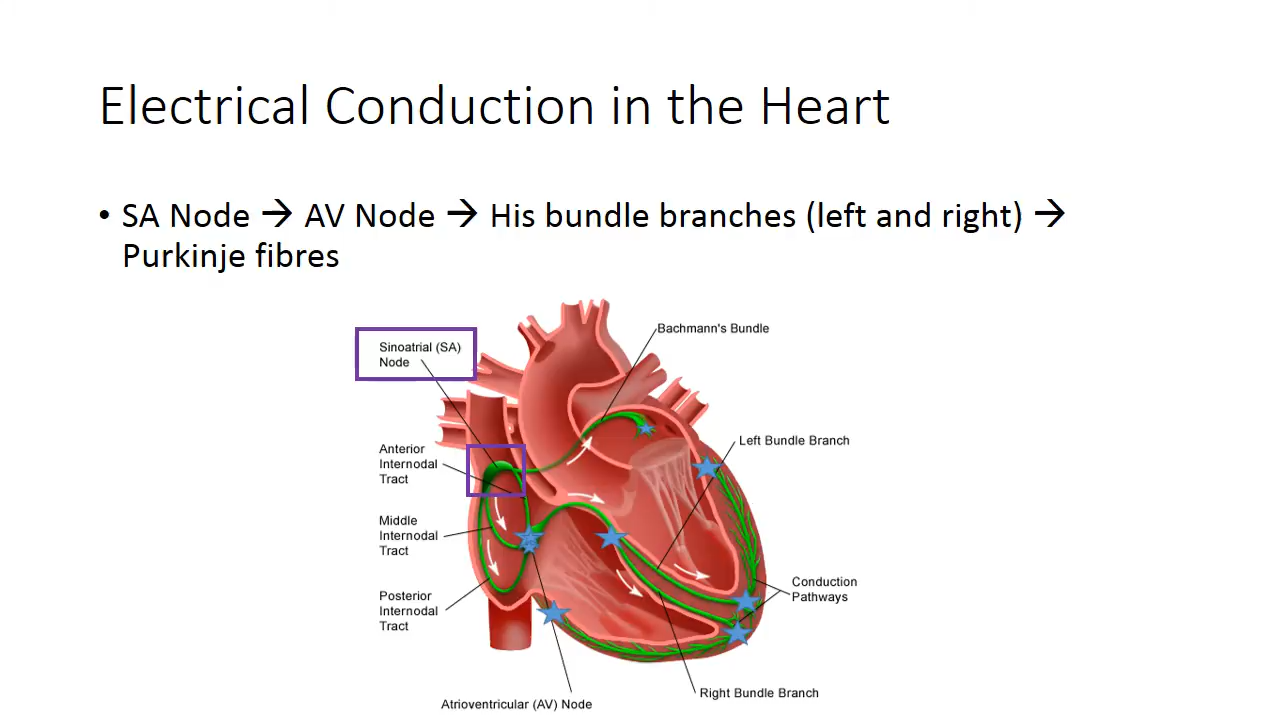 Electrical Conduction in the Heart
• SA Node → AV Node → His bundle branches (left and right) →
Purkinje fibres
Bachmann's Bundle
Sinoatrial (SA)
Node
Left Bundle Branch
Anterior
Internodal
Tract
Middle
Internodal
Tract
Conduction
Pathways
Posterior
Internodal
Tract
Right Bundle Branch
Atrioventricular (AV) Node